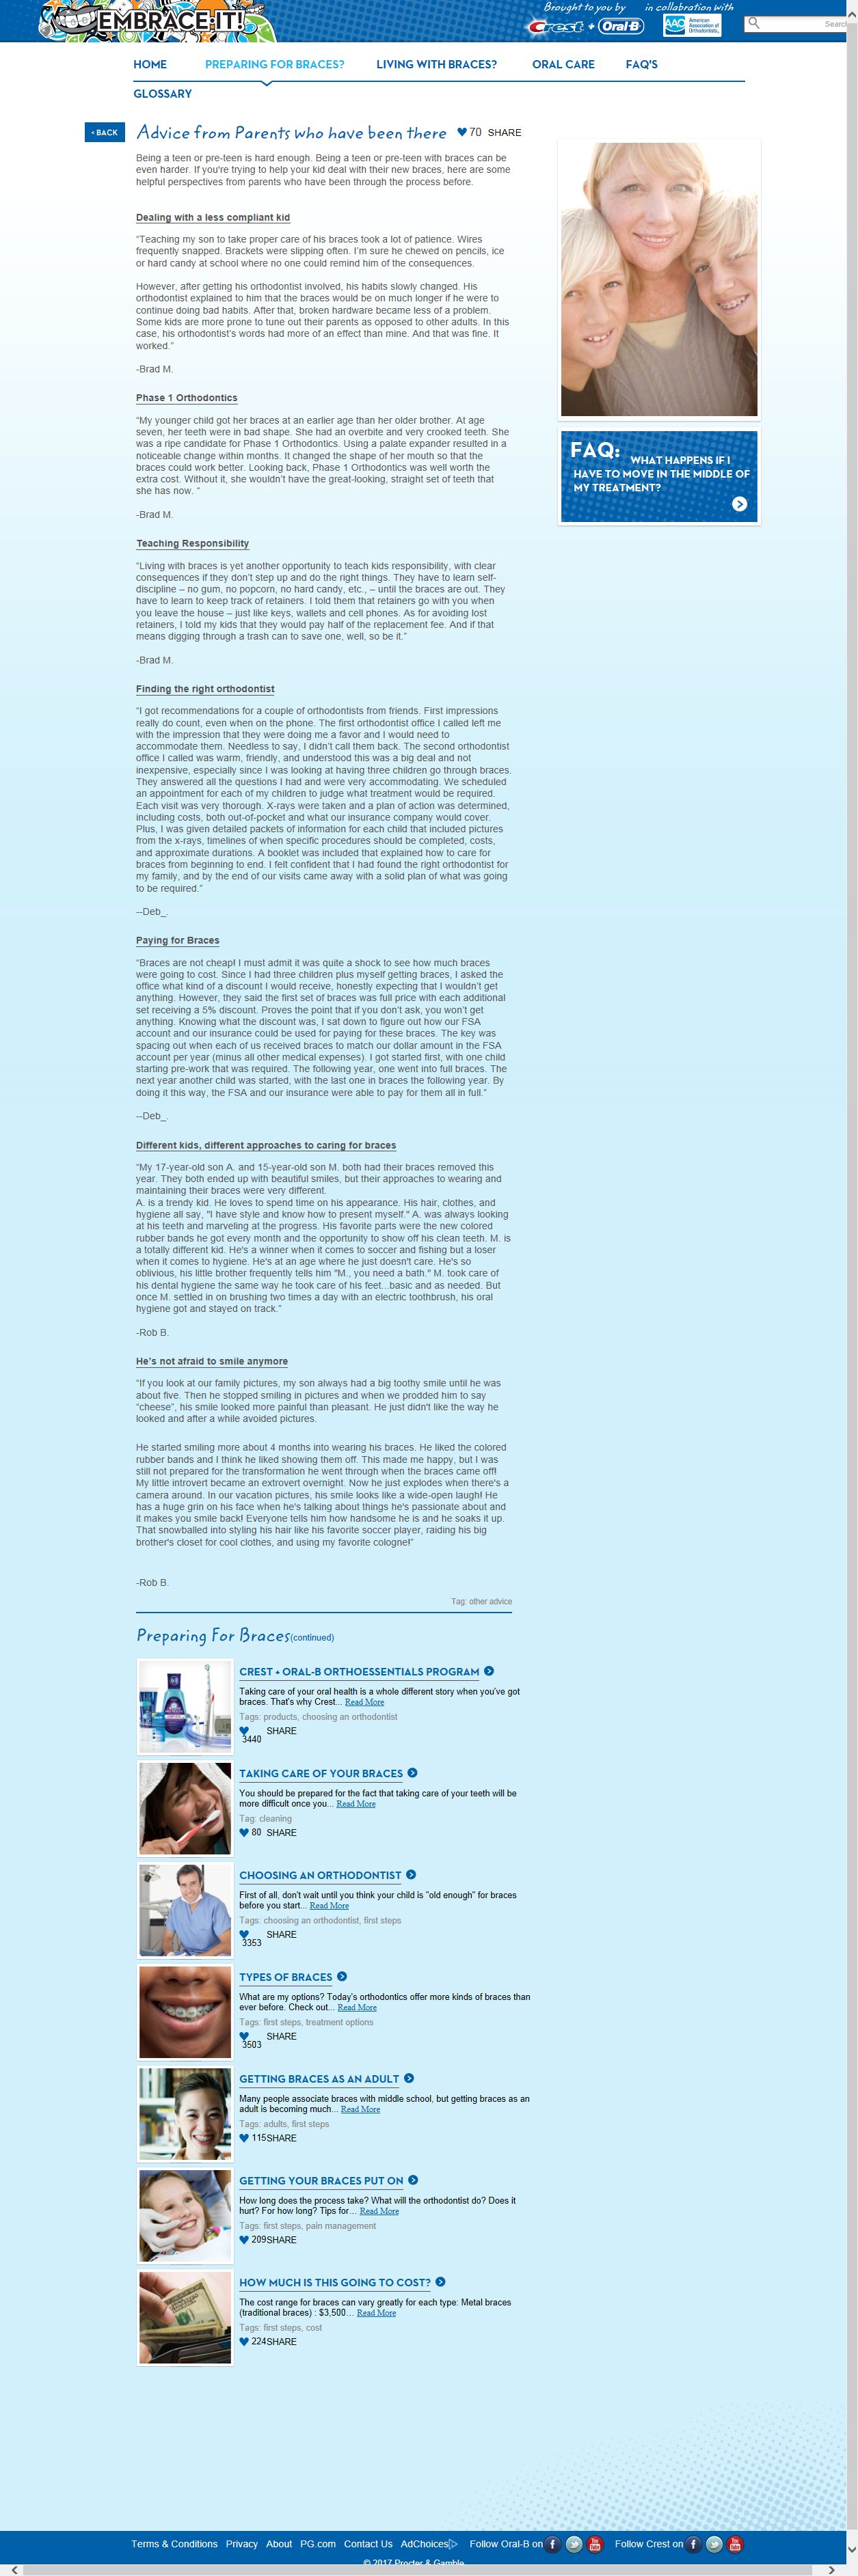 EMBRACE IT!
Brought to you by
in collabration with
Crest + Oral-B
AAO American Association of Orthodontists.
HOME PREPARING FOR BRACES? LIVING WITH BRACES? ORAL CARE FAQ'S
GLOSSARY
< BACK
Advice from Parents who have been there 70 SHARE
Being a teen or pre-teen is hard enough. Being a teen or pre-teen with braces can be
even harder. If you're trying to help your kid deal with their new braces, here are some
helpful perspectives from parents who have been through the process before.
Dealing with a less compliant kid
“Teaching my son to take proper care of his braces took a lot of patience. Wires
frequently snapped. Brackets were slipping often. I’m sure he chewed on pencils, ice
or hard candy at school where no one could remind him of the consequences.
However, after getting his orthodontist involved, his habits slowly changed. His
orthodontist explained to him that the braces would be on much longer if he were to
continue doing bad habits. After that, broken hardware became less of a problem.
Some kids are more prone to tune out their parents as opposed to other adults. In this
case, his orthodontist’s words had more of an effect than mine. And that was fine. It
worked.”
-Brad M.
Phase 1 Orthodontics
“My younger child got her braces at an earlier age than her older brother. At age
seven, her teeth were in bad shape. She had an overbite and very crooked teeth. She
was a ripe candidate for Phase 1 Orthodontics. Using a palate expander resulted in a
noticeable change within months. It changed the shape of her mouth so that the
braces could work better. Looking back, Phase 1 Orthodontics was well worth the
extra cost. Without it, she wouldn’t have the great-looking, straight set of teeth that
she has now. ”
-Brad M.
Teaching Responsibility
“Living with braces is yet another opportunity to teach kids responsibility, with clear
consequences if they don’t step up and do the right things. They have to learn self-
discipline – no gum, no popcorn, no hard candy, etc., – until the braces are out. They
have to learn to keep track of retainers. I told them that retainers go with you when
you leave the house – just like keys, wallets and cell phones. As for avoiding lost
retainers, I told my kids that they would pay half of the replacement fee. And if that
means digging through a trash can to save one, well, so be it.”
-Brad M.
Finding the right orthodontist
“I got recommendations for a couple of orthodontists from friends. First impressions
really do count, even when on the phone. The first orthodontist office I called left me
with the impression that they were doing me a favor and I would need to
accommodate them. Needless to say, I didn’t call them back. The second orthodontist
office I called was warm, friendly, and understood this was a big deal and not
inexpensive, especially since I was looking at having three children go through braces.
They answered all the questions I had and were very accommodating. We scheduled
an appointment for each of my children to judge what treatment would be required.
Each visit was very thorough. X-rays were taken and a plan of action was determined,
including costs, both out-of-pocket and what our insurance company would cover.
Plus, I was given detailed packets of information for each child that included pictures
from the x-rays, timelines of when specific procedures should be completed, costs,
and approximate durations. A booklet was included that explained how to care for
braces from beginning to end. I felt confident that I had found the right orthodontist for
my family, and by the end of our visits came away with a solid plan of what was going
to be required.”
--Deb_.
Paying for Braces
“Braces are not cheap! I must admit it was quite a shock to see how much braces
were going to cost. Since I had three children plus myself getting braces, I asked the
office what kind of a discount I would receive, honestly expecting that I wouldn’t get
anything. However, they said the first set of braces was full price with each additional
set receiving a 5% discount. Proves the point that if you don’t ask, you won’t get
anything. Knowing what the discount was, I sat down to figure out how our FSA
account and our insurance could be used for paying for these braces. The key was
spacing out when each of us received braces to match our dollar amount in the FSA
account per year (minus all other medical expenses). I got started first, with one child
starting pre-work that was required. The following year, one went into full braces. The
next year another child was started, with the last one in braces the following year. By
doing it this way, the FSA and our insurance were able to pay for them all in full.”
--Deb_.
Different kids, different approaches to caring for braces
“My 17-year-old son A. and 15-year-old son M. both had their braces removed this
year. They both ended up with beautiful smiles, but their approaches to wearing and
maintaining their braces were very different.
A. is a trendy kid. He loves to spend time on his appearance. His hair, clothes, and
hygiene all say, "I have style and know how to present myself." A. was always looking
at his teeth and marveling at the progress. His favorite parts were the new colored
rubber bands he got every month and the opportunity to show off his clean teeth. M. is
a totally different kid. He's a winner when it comes to soccer and fishing but a loser
when it comes to hygiene. He's at an age where he just doesn't care. He's so
oblivious, his little brother frequently tells him "M., you need a bath." M. took care of
his dental hygiene the same way he took care of his feet...basic and as needed. But
once M. settled in on brushing two times a day with an electric toothbrush, his oral
hygiene got and stayed on track.”
-Rob B.
He’s not afraid to smile anymore
“If you look at our family pictures, my son always had a big toothy smile until he was
about five. Then he stopped smiling in pictures and when we prodded him to say
“cheese”, his smile looked more painful than pleasant. He just didn't like the way he
looked and after a while avoided pictures.
He started smiling more about 4 months into wearing his braces. He liked the colored
rubber bands and I think he liked showing them off. This made me happy, but I was
still not prepared for the transformation he went through when the braces came off!
My little introvert became an extrovert overnight. Now he just explodes when there's a
camera around. In our vacation pictures, his smile looks like a wide-open laugh! He
has a huge grin on his face when he's talking about things he's passionate about and
it makes you smile back! Everyone tells him how handsome he is and he soaks it up.
That snowballed into styling his hair like his favorite soccer player, raiding his big
brother's closet for cool clothes, and using my favorite cologne!”
-Rob B.
Tag: other advice
FAQ: WHAT HAPPENS IF I
HAVE TO MOVE IN THE MIDDLE OF
MY TREATMENT?
Preparing For Braces(continued)
CREST + ORAL-B ORTHOESSENTIALS PROGRAM
Taking care of your oral health is a whole different story when you've got
braces. That's why Crest... Read More
Tags: products, choosing an orthodontist
SHARE
3440
TAKING CARE OF YOUR BRACES
You should be prepared for the fact that taking care of your teeth will be
more difficult once you... Read More
Tag: cleaning
80 SHARE
CHOOSING AN ORTHODONTIST
First of all, don't wait until you think your child is "old enough" for braces
before you start... Read More
Tags: choosing an orthodontist, first steps
SHARE
3353
TYPES OF BRACES
What are my options? Today's orthodontics offer more kinds of braces than
ever before. Check out... Read More
Tags: first steps, treatment options
SHARE
3503
GETTING BRACES AS AN ADULT
Many people associate braces with middle school, but getting braces as an
adult is becoming much... Read More
Tags: adults, first steps
115SHARE
GETTING YOUR BRACES PUT ON
How long does the process take? What will the orthodontist do? Does it
hurt? For how long? Tips for... Read More
Tags: first steps, pain management
209SHARE
HOW MUCH IS THIS GOING TO COST?
The cost range for braces can vary greatly for each type: Metal braces
(traditional braces) : $3,500... Read More
Tags: first steps, cost
224SHARE
Terms & Conditions Privacy About PG.com Contact Us AdChoices Follow Oral-B on Follow Crest on
© 2017 Procter & Gamble